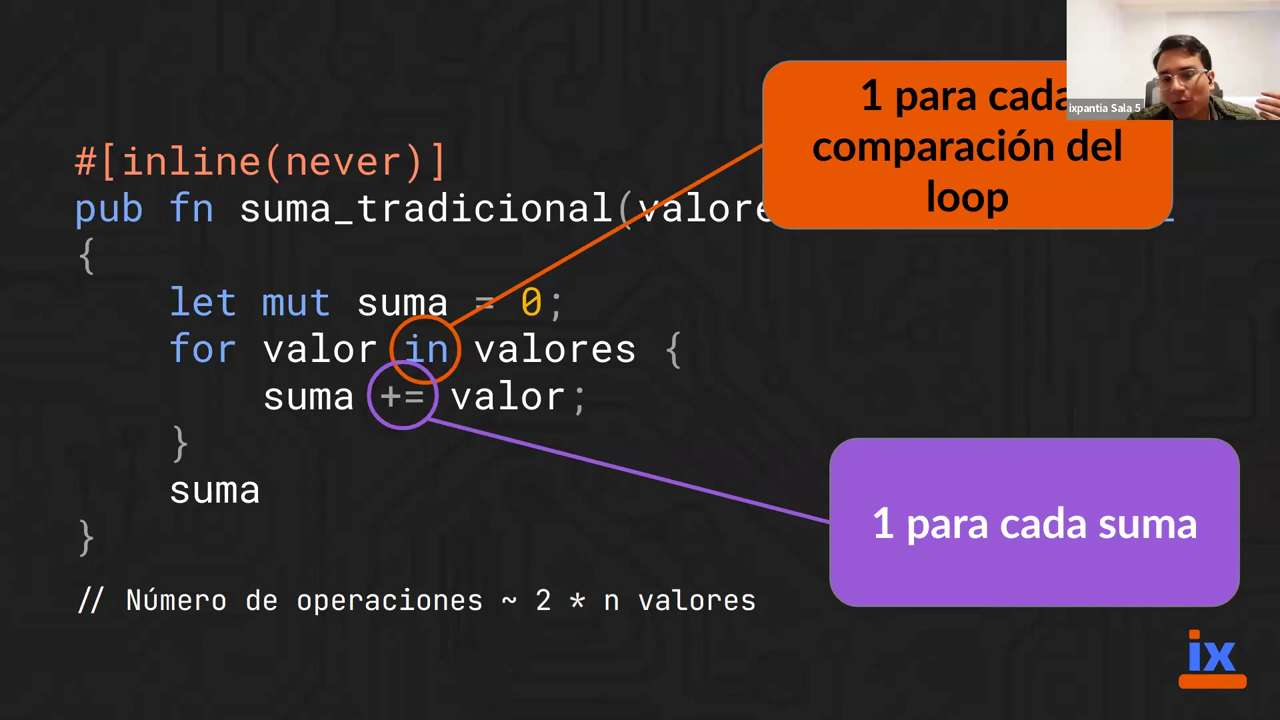 1 para cada
comparación del
loop
ixpantia Sala 5
#[inline(never)]
pub fn suma_tradicional(valore
{
let mut suma = 0;
for valor in valores {
suma += valor;
}
suma
}
1 para cada suma
// Número de operaciones ~ 2 * n valores
ix